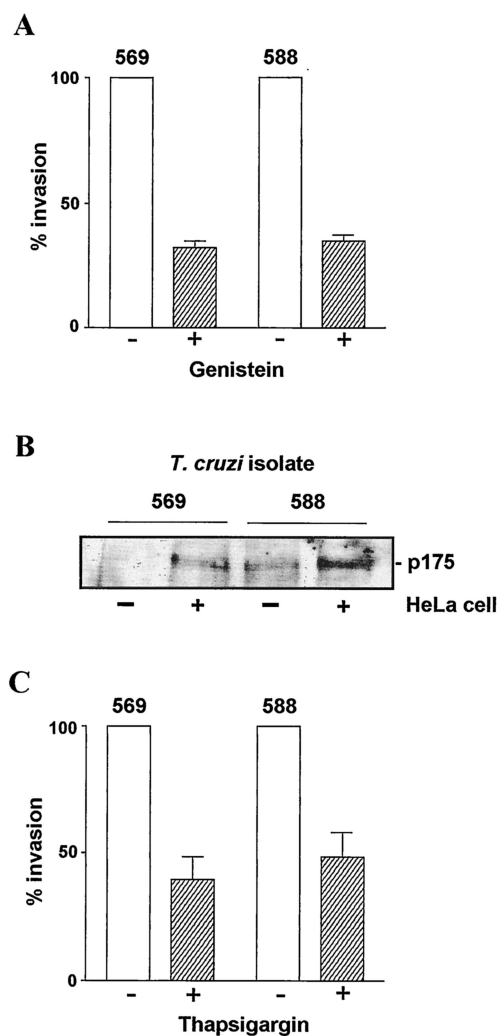 A
569 588
100
50
0
% invasion
- + - +
Genistein
B
T. cruzi isolate
569 588
- p175
– + – + HeLa cell
C
569 588
100
50
0
% invasion
- + - +
Thapsigargin